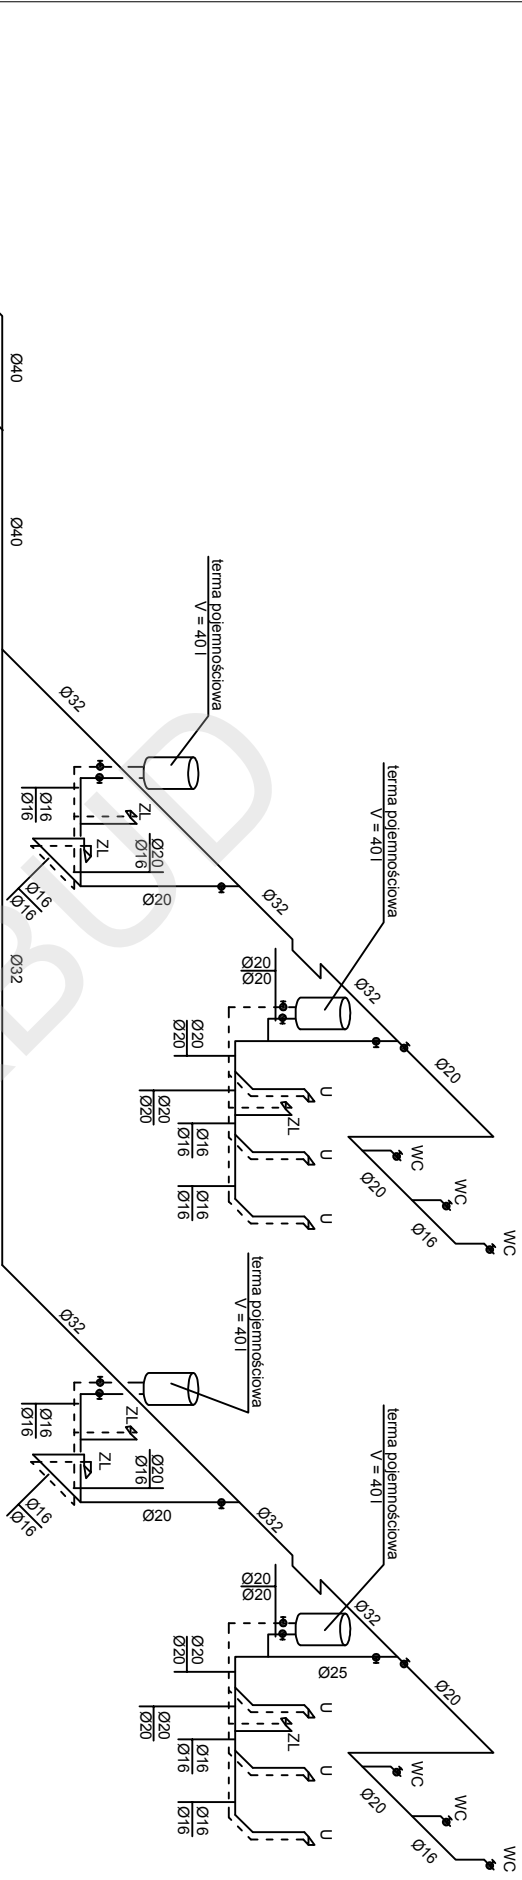 Ø40
Ø40
terma pojemnościowa
V = 40 l
Ø32
ZL
Ø16
Ø16
ZL
Ø20
Ø16
Ø16
Ø16
Ø20
Ø32
Ø32
terma pojemnościowa
V = 40 l
Ø20
Ø20
Ø32
Ø20
Ø20
Ø20
Ø20
Ø20
U
ZL
Ø16
Ø16
U
Ø16
Ø16
U
WC
Ø20
WC
Ø16
WC
terma pojemnościowa
V = 40 l
Ø32
ZL
Ø16
Ø16
ZL
Ø20
Ø16
Ø16
Ø16
Ø20
Ø32
terma pojemnościowa
V = 40 l
Ø20
Ø20
Ø32
Ø20
Ø20
Ø20
Ø25
Ø20
Ø20
U
ZL
Ø16
Ø16
U
Ø16
Ø16
U
WC
Ø20
WC
Ø16
WC
BUD